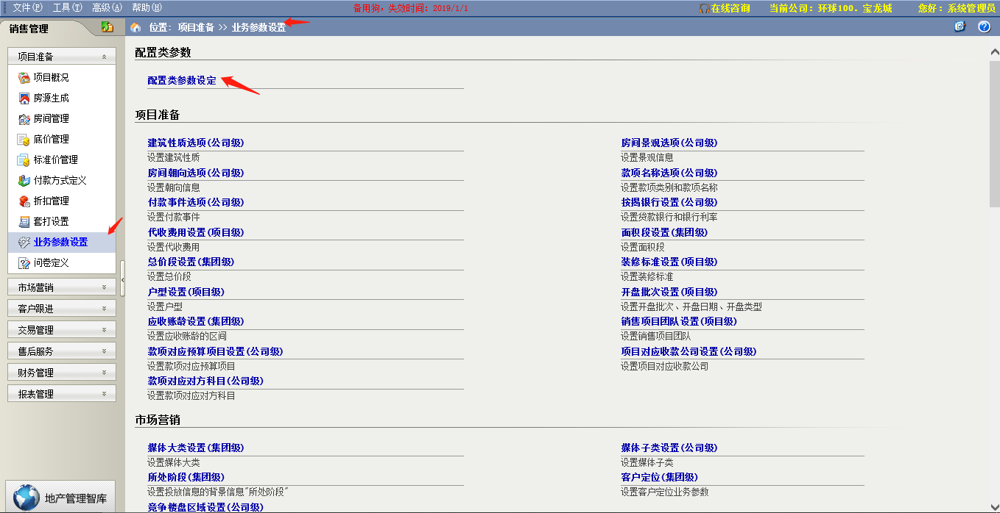 文件(F) 工具(T) 高级(A) 帮助(H) 备用狗，失效时间：2019/1/1 在线咨询 当前公司：环球100．宝龙城 您好：系统管理员
销售管理 位置： 项目准备 >> 业务参数设置
项目准备
项目概况
房源生成
房间管理
底价管理
标准价管理
付款方式定义
折扣管理
套打设置
业务参数设置
问卷定义
市场营销
客户跟进
交易管理
售后服务
财务管理
报表管理
地产管理智库
配置类参数
配置类参数设定
项目准备
建筑性质选项(公司级) 房间景观选项(公司级)
设置建筑性质 设置景观信息
房间朝向选项(公司级) 款项名称选项(公司级)
设置朝向信息 设置款项类别和款项名称
付款事件选项(公司级) 按揭银行设置(公司级)
设置付款事件 设置贷款银行和银行利率
代收费用设置(项目级) 面积段设置(集团级)
设置代收费用 设置面积段
总价段设置(集团级) 装修标准设置(项目级)
设置总价段 设置装修标准
户型设置(项目级) 开盘批次设置(项目级)
设置户型 设置开盘批次、开盘日期、开盘类型
应收账龄设置(集团级) 销售项目团队设置(项目级)
设置应收账龄的区间 设置销售项目团队
款项对应预算项目设置(公司级) 项目对应收款公司设置(公司级)
设置款项对应预算项目 设置项目对应收款公司
款项对应对方科目(公司级)
设置款项对应对方科目
市场营销
媒体大类设置(集团级) 媒体子类设置(公司级)
设置媒体大类 设置媒体子类
所处阶段(集团级) 客户定位(集团级)
设置投放信息的背景信息"所处阶段" 设置客户定位业务参数
竞争楼盘区域设置(公司级)